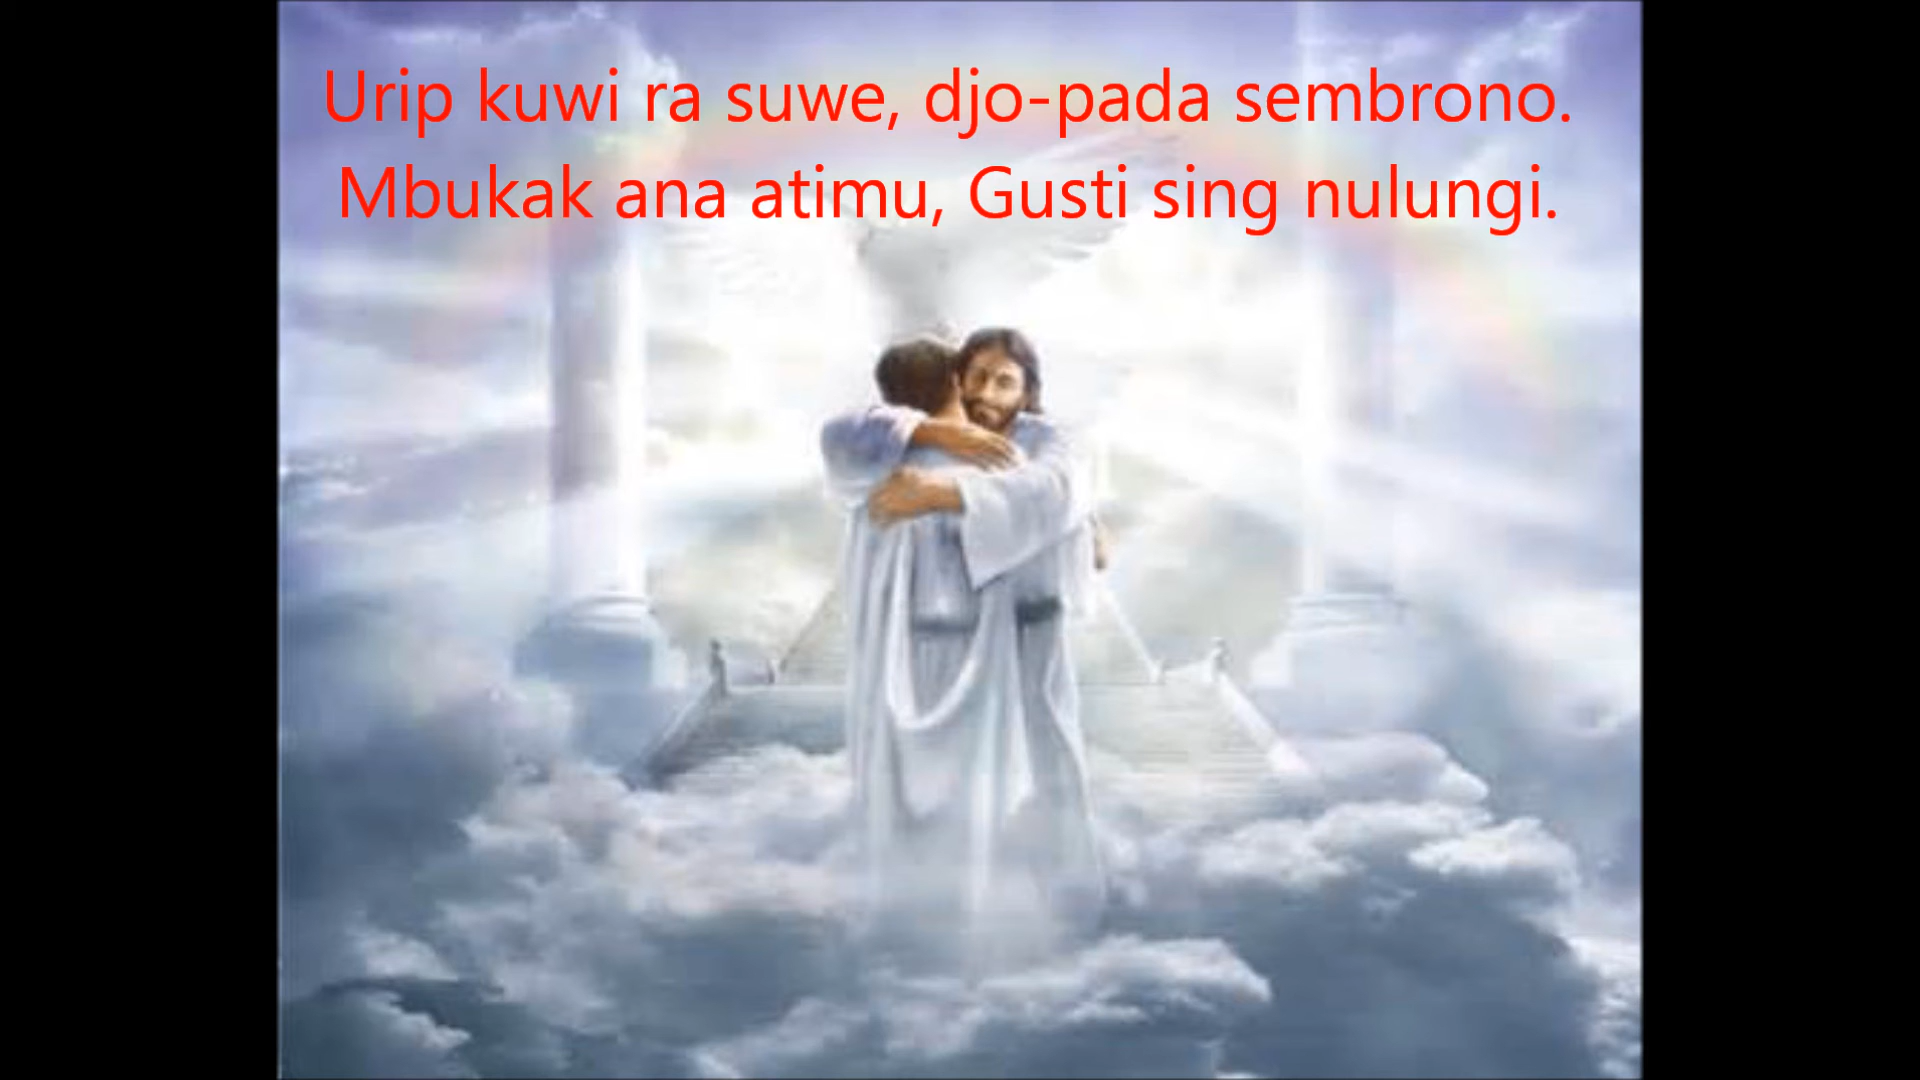 Urip kuwi ra suwe, djo-pada sembrono.
Mbukak ana atimu, Gusti sing nulungi.